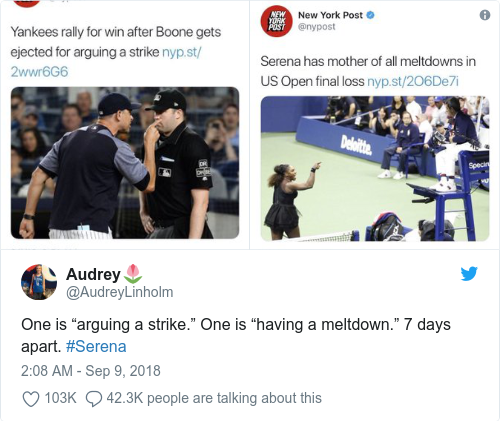 Yankees rally for win after Boone gets
ejected for arguing a strike nyp.st/
2wwr6G6
NEW
YORK
POST
New York Post
@nypost
Serena has mother of all meltdowns in
US Open final loss nyp.st/2O6De7i
Deloitte.
Audrey
@AudreyLinholm
One is “arguing a strike.” One is “having a meltdown.” 7 days
apart. #Serena
2:08 AM - Sep 9, 2018
103K 42.3K people are talking about this